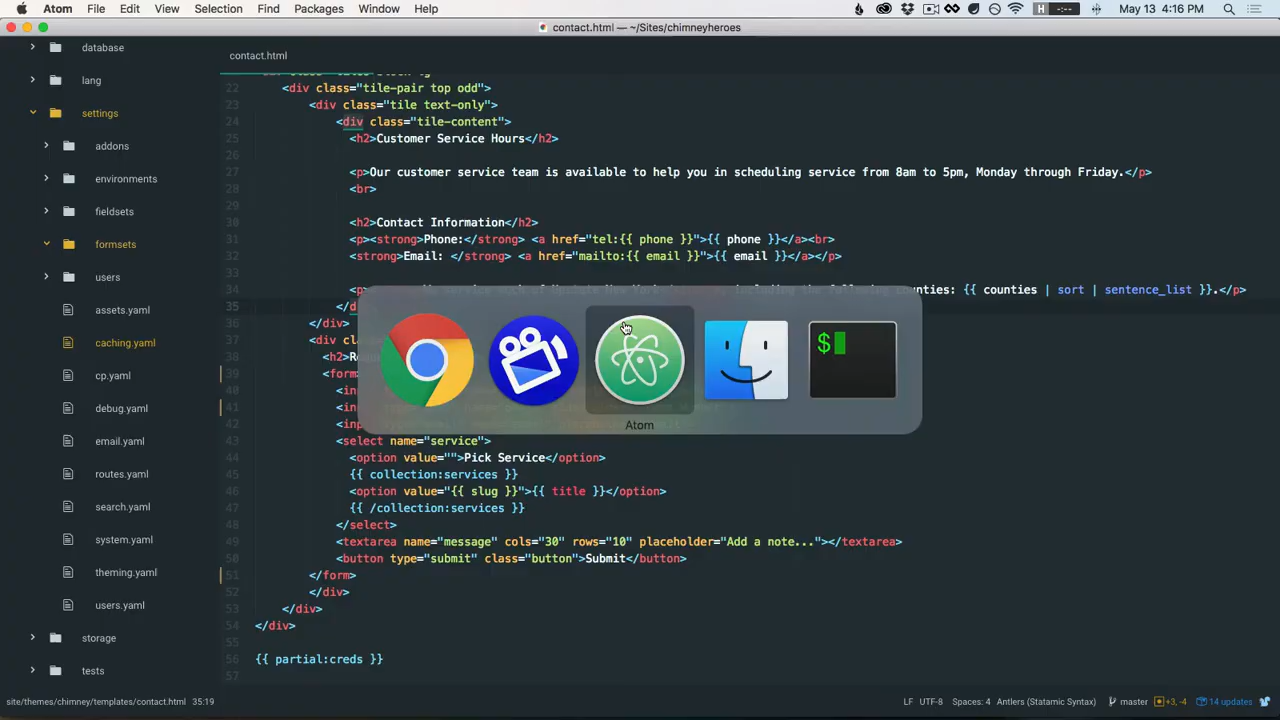 Atom File Edit View Selection Find Packages Window Help H -:-- May 13 4:16 PM
contact.html — ~/Sites/chimneyheroes
database
lang
settings
addons
environments
fieldsets
formsets
users
assets.yaml
caching.yaml
cp.yaml
debug.yaml
email.yaml
routes.yaml
search.yaml
system.yaml
theming.yaml
users.yaml
storage
tests
contact.html
22 <div class="tile-pair top odd">
23 <div class="tile text-only">
24 <div class="tile-content">
25 <h2>Customer Service Hours</h2>
26
27 <p>Our customer service team is available to help you in scheduling service from 8am to 5pm, Monday through Friday.</p>
28 <br>
29
30 <h2>Contact Information</h2>
31 <p><strong>Phone:</strong> <a href="tel:{{ phone }}">{{ phone }}</a><br>
32 <strong>Email: </strong> <a href="mailto:{{ email }}">{{ email }}</a></p>
33
34 <p> including the following counties: {{ counties | sort | sentence_list }}.</p>
35 </d
36 </div>
37 <div cla
38 <h2>R
39 <for
40 <in
41 <in
42 <in
43 <select name="service">
44 <option value="">Pick Service</option>
45 {{ collection:services }}
46 <option value="{{ slug }}">{{ title }}</option>
47 {{ /collection:services }}
48 </select>
49 <textarea name="message" cols="30" rows="10" placeholder="Add a note..."></textarea>
50 <button type="submit" class="button">Submit</button>
51 </form>
52 </div>
53 </div>
54 </div>
55
56 {{ partial:creds }}
57
$
Atom
site/themes/chimney/templates/contact.html 35:19 LF UTF-8 Spaces: 4 Antlers (Statamic Syntax) master +3, -4 14 updates